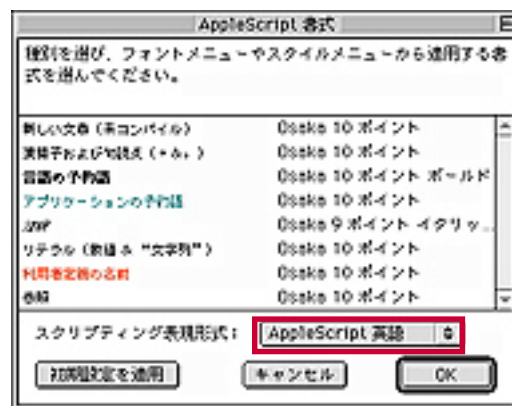 AppleScript 書式
種別を選び、フォントメニューやスタイルメニューから適用する書
式を選んでください。
新しい文章（未コンパイル） Osaka 10 ポイント
演算子および句読点（+ & , ） Osaka 10 ポイント
言語の予約語 Osaka 10 ポイント ボールド
アプリケーションの予約語 Osaka 10 ポイント
Osaka 9 ポイント イタリッ...
リテラル（数値 & "文字列"） Osaka 10 ポイント
利用者定義の名前 Osaka 10 ポイント
参照 Osaka 10 ポイント
スクリプティング表現形式： AppleScript 英語
初期設定を適用 キャンセル OK